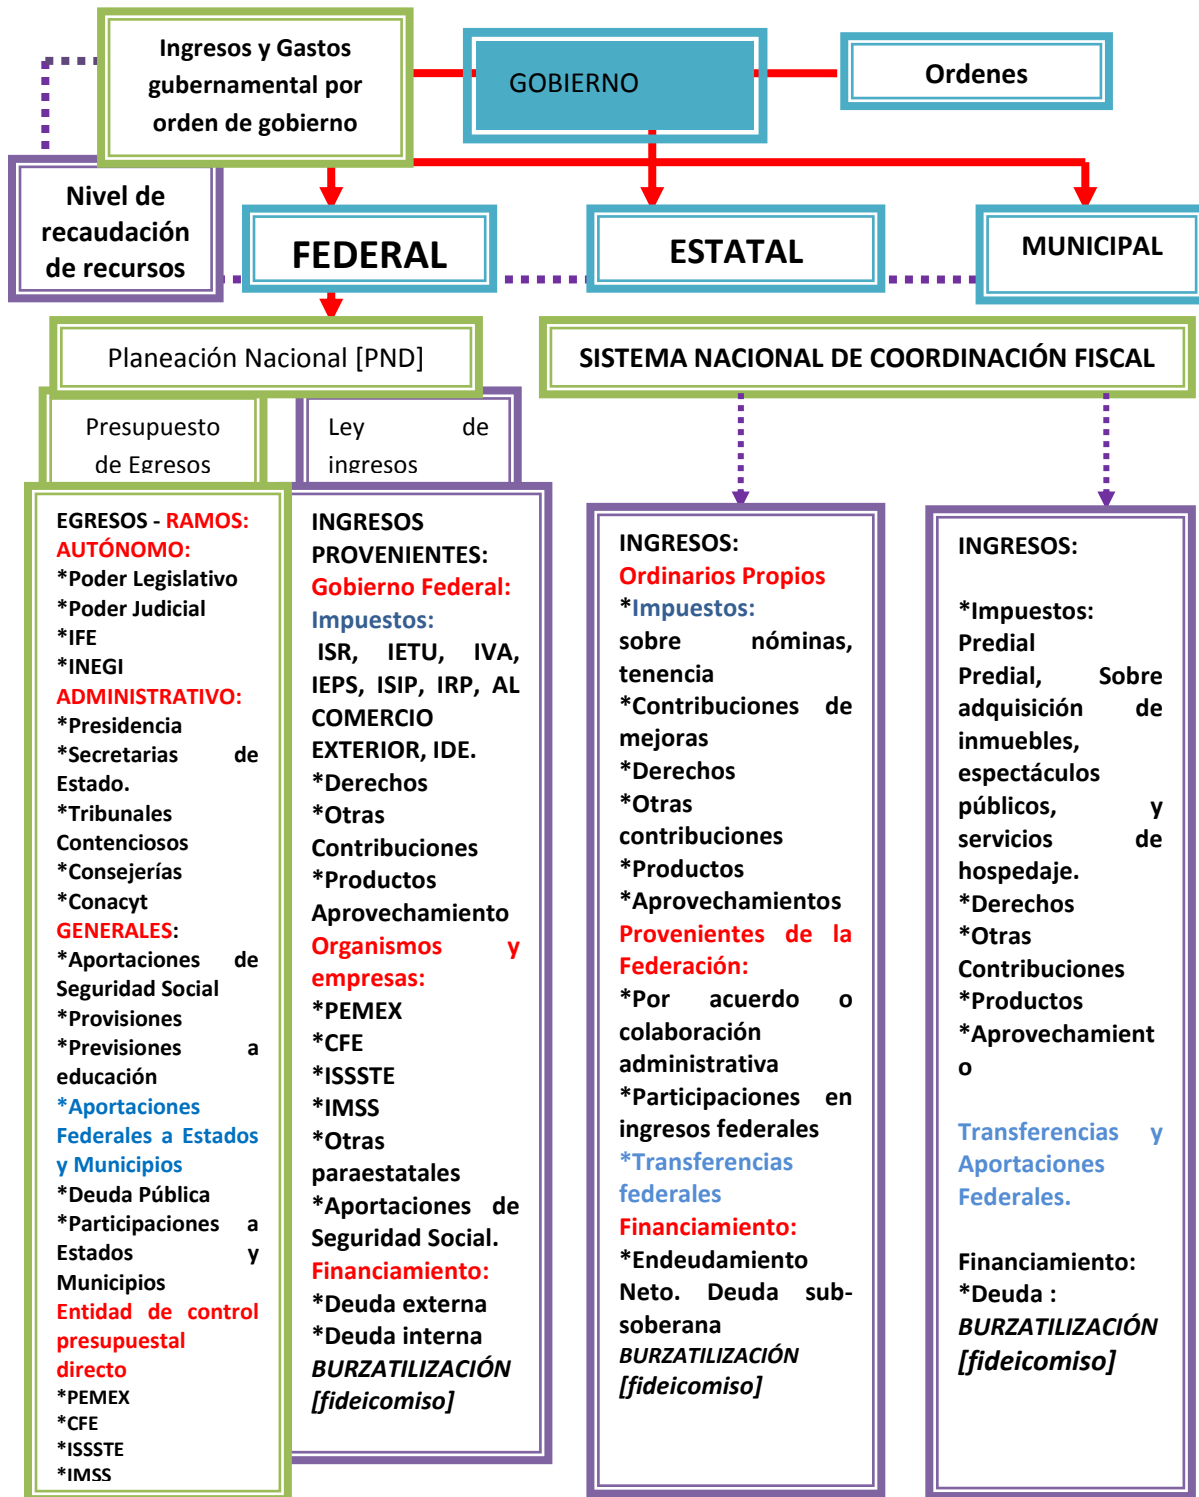 Ingresos y Gastos
gubernamental por
orden de gobierno
GOBIERNO
Ordenes
Nivel de
recaudación
de recursos
FEDERAL
ESTATAL
MUNICIPAL
Planeación Nacional [PND]
SISTEMA NACIONAL DE COORDINACIÓN FISCAL
Presupuesto
de Egresos
Ley de
ingresos
EGRESOS - RAMOS:
AUTÓNOMO:
*Poder Legislativo
*Poder Judicial
*IFE
*INEGI
ADMINISTRATIVO:
*Presidencia
*Secretarias de
Estado.
*Tribunales
Contenciosos
*Consejerías
*Conacyt
GENERALES:
*Aportaciones de
Seguridad Social
*Provisiones
*Previsiones a
educación
*Aportaciones
Federales a Estados
y Municipios
*Deuda Pública
*Participaciones a
Estados y
Municipios
Entidad de control
presupuestal
directo
*PEMEX
*CFE
*ISSSTE
*IMSS
INGRESOS
PROVENIENTES:
Gobierno Federal:
Impuestos:
ISR, IETU, IVA,
IEPS, ISIP, IRP, AL
COMERCIO
EXTERIOR, IDE.
*Derechos
*Otras
Contribuciones
*Productos
Aprovechamiento
Organismos y
empresas:
*PEMEX
*CFE
*ISSSTE
*IMSS
*Otras
paraestatales
*Aportaciones de
Seguridad Social.
Financiamiento:
*Deuda externa
*Deuda interna
BURZATILIZACIÓN
[fideicomiso]
INGRESOS:
Ordinarios Propios
*Impuestos:
sobre nóminas,
tenencia
*Contribuciones de
mejoras
*Derechos
*Otras
contribuciones
*Productos
*Aprovechamientos
Provenientes de la
Federación:
*Por acuerdo o
colaboración
administrativa
*Participaciones en
ingresos federales
*Transferencias
federales
Financiamiento:
*Endeudamiento
Neto. Deuda sub-
soberana
BURZATILIZACIÓN
[fideicomiso]
INGRESOS:
*Impuestos:
Predial
Predial, Sobre
adquisición de
inmuebles,
espectáculos
públicos, y
servicios de
hospedaje.
*Derechos
*Otras
Contribuciones
*Productos
*Aprovechamient
o
Transferencias y
Aportaciones
Federales.
Financiamiento:
*Deuda :
BURZATILIZACIÓN
[fideicomiso]